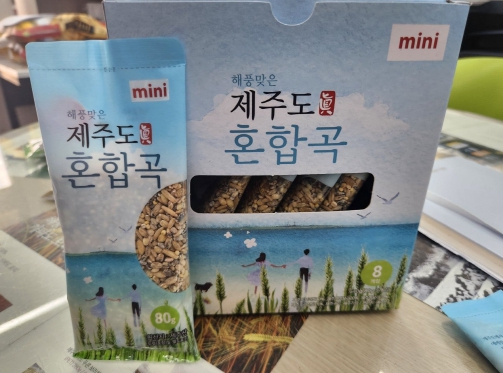 mini
해풍맞은
제주도 眞
혼합곡
80g
mini
해풍맞은
제주도 眞
혼합곡
8